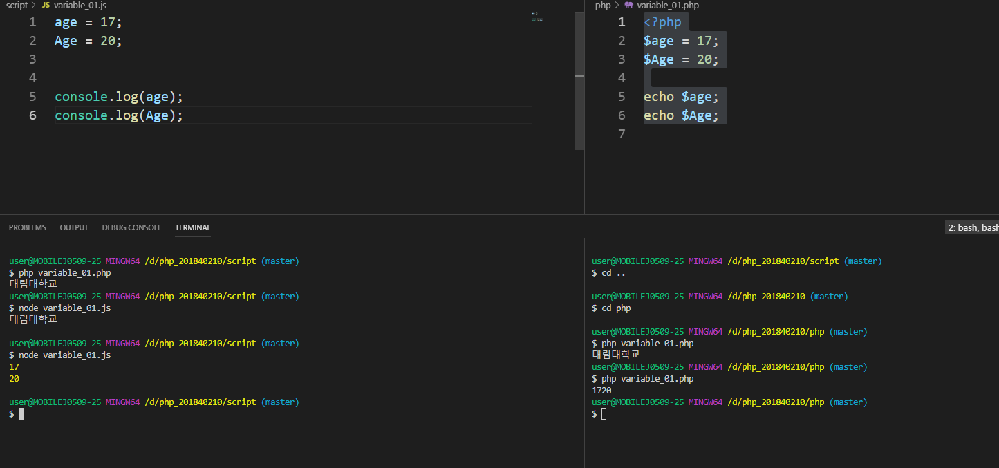 script > JS variable_01.js
1 age = 17;
2 Age = 20;
3
4
5 console.log(age);
6 console.log(Age);
php > variable_01.php
1 <?php
2 $age = 17;
3 $Age = 20;
4
5 echo $age;
6 echo $Age;
7
PROBLEMS OUTPUT DEBUG CONSOLE TERMINAL
2: bash, bash
user@MOBILEJ0509-25 MINGW64 /d/php_201840210/script (master)
$ php variable_01.php
대림대학교
user@MOBILEJ0509-25 MINGW64 /d/php_201840210/script (master)
$ node variable_01.js
대림대학교
user@MOBILEJ0509-25 MINGW64 /d/php_201840210/script (master)
$ node variable_01.js
17
20
user@MOBILEJ0509-25 MINGW64 /d/php_201840210/script (master)
$
user@MOBILEJ0509-25 MINGW64 /d/php_201840210/script (master)
$ cd ..
user@MOBILEJ0509-25 MINGW64 /d/php_201840210 (master)
$ cd php
user@MOBILEJ0509-25 MINGW64 /d/php_201840210/php (master)
$ php variable_01.php
대림대학교
user@MOBILEJ0509-25 MINGW64 /d/php_201840210/php (master)
$ php variable_01.php
1720
user@MOBILEJ0509-25 MINGW64 /d/php_201840210/php (master)
$